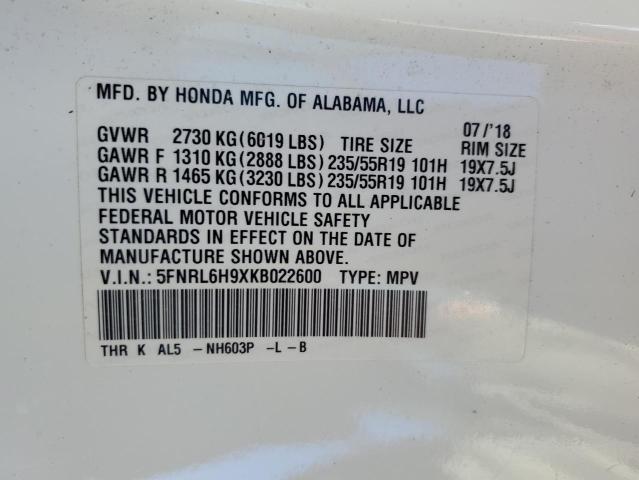 MFD. BY HONDA MFG. OF ALABAMA, LLC
07/'18
GVWR 2730 KG(6019 LBS) TIRE SIZE RIM SIZE
GAWR F 1310 KG(2888 LBS) 235/55R19 101H 19X7.5J
GAWR R 1465 KG(3230 LBS) 235/55R19 101H 19X7.5J
THIS VEHICLE CONFORMS TO ALL APPLICABLE
FEDERAL MOTOR VEHICLE SAFETY
STANDARDS IN EFFECT ON THE DATE OF
MANUFACTURE SHOWN ABOVE.
V.I.N.: 5FNRL6H9XKB022600 TYPE: MPV
THR K AL5 -NH603P -L -B